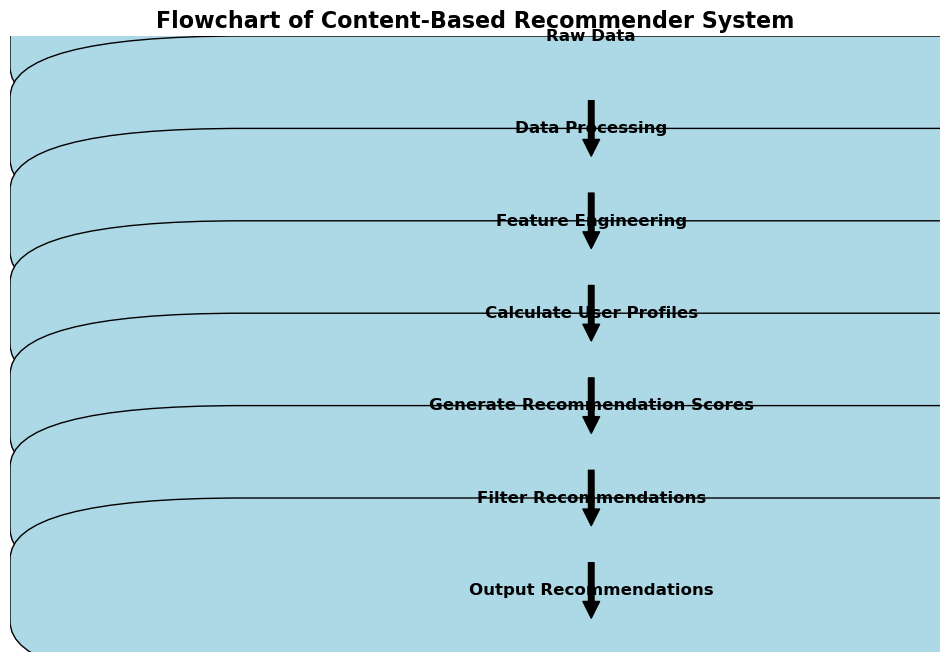 Flowchart of Content-Based Recommender System
Raw Data
Data Processing
Feature Engineering
Calculate User Profiles
Generate Recommendation Scores
Filter Recommendations
Output Recommendations